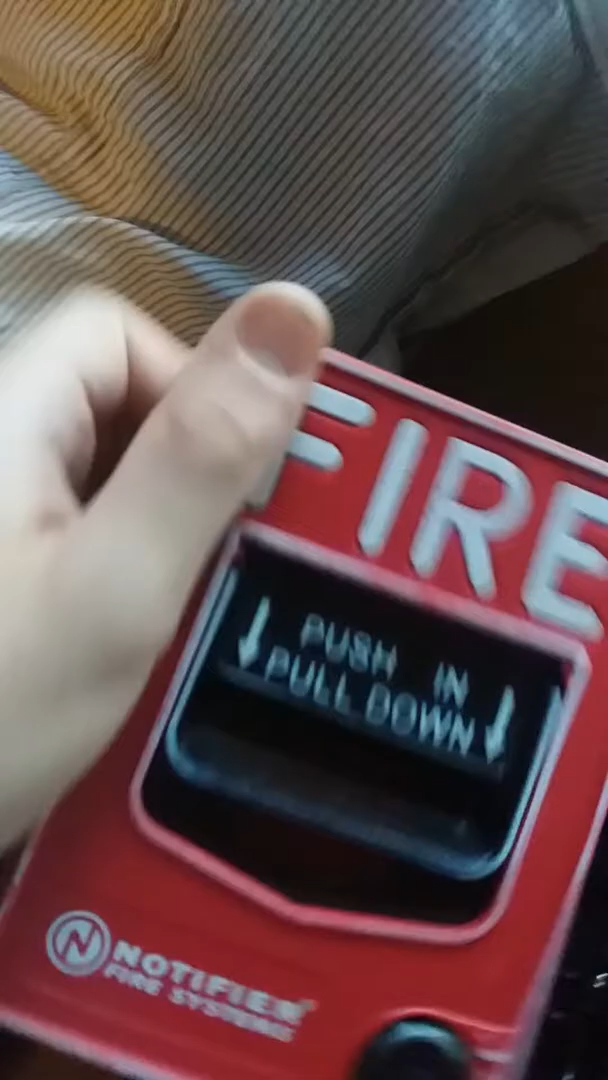 FIRE
PUSH IN
PULL DOWN
NOTIFIER
FIRE SYSTEMS